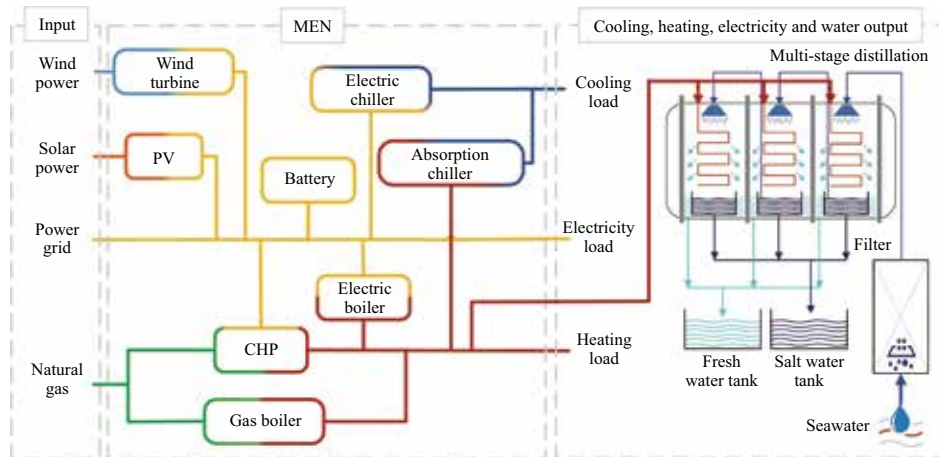 Input
MEN
Cooling, heating, electricity and water output
Multi-stage distillation
Wind
power
Wind
turbine
Electric
chiller
Cooling
load
Solar
power
PV
Battery
Absorption
chiller
Power
grid
Electricity
load
Filter
Electric
boiler
CHP
Heating
load
Fresh
water tank
Salt water
tank
Natural
gas
Gas boiler
Seawater